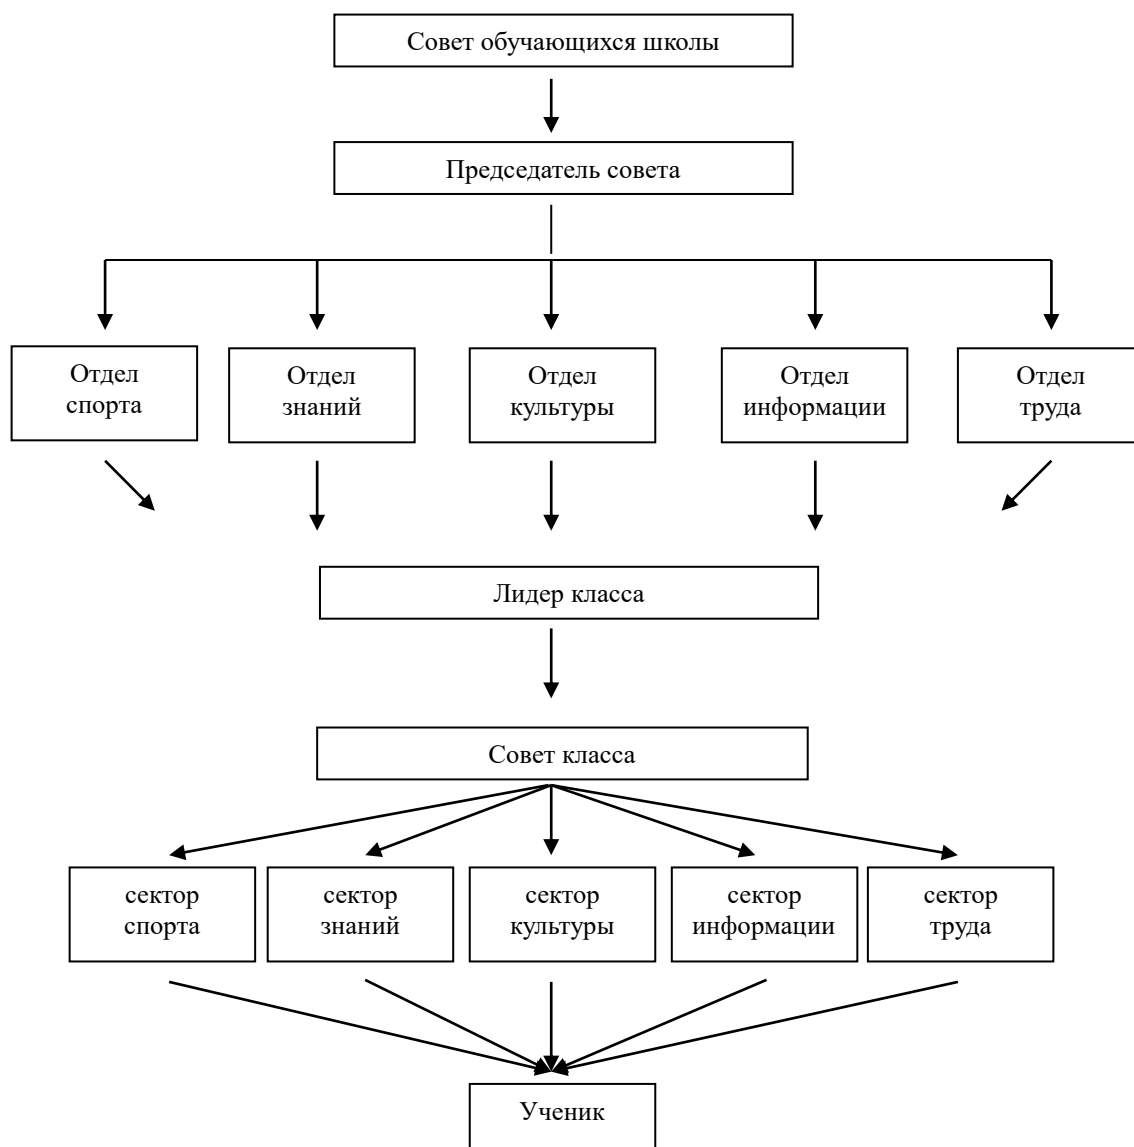 Совет обучающихся школы
Председатель совета
Отдел
спорта
Отдел
знаний
Отдел
культуры
Отдел
информации
Отдел
труда
Лидер класса
Совет класса
сектор
спорта
сектор
знаний
сектор
культуры
сектор
информации
сектор
труда
Ученик